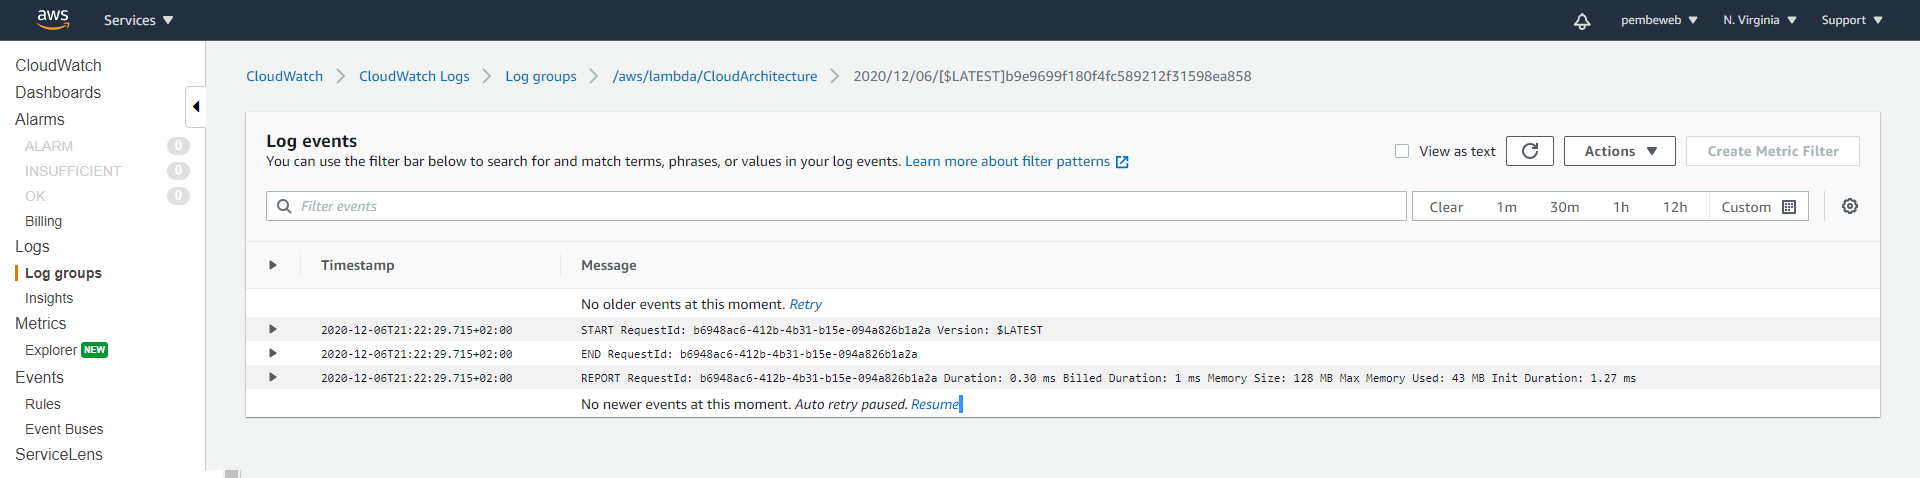 aws Services pembeweb N. Virginia Support
CloudWatch
Dashboards
Alarms
ALARM 0
INSUFFICIENT 0
OK 0
Billing
Logs
Log groups
Insights
Metrics
Explorer NEW
Events
Rules
Event Buses
ServiceLens
CloudWatch CloudWatch Logs Log groups /aws/lambda/CloudArchitecture 2020/12/06/[$LATEST]b9e9699f180f4fc589212f31598ea858
Log events
You can use the filter bar below to search for and match terms, phrases, or values in your log events. Learn more about filter patterns
View as text Actions Create Metric Filter
Filter events Clear 1m 30m 1h 12h Custom
Timestamp Message
No older events at this moment. Retry
2020-12-06T21:22:29.715+02:00 START RequestId: b6948ac6-412b-4b31-b15e-094a826b1a2a Version: $LATEST
2020-12-06T21:22:29.715+02:00 END RequestId: b6948ac6-412b-4b31-b15e-094a826b1a2a
2020-12-06T21:22:29.715+02:00 REPORT RequestId: b6948ac6-412b-4b31-b15e-094a826b1a2a Duration: 0.30 ms Billed Duration: 1 ms Memory Size: 128 MB Max Memory Used: 43 MB Init Duration: 1.27 ms
No newer events at this moment. Auto retry paused. Resume